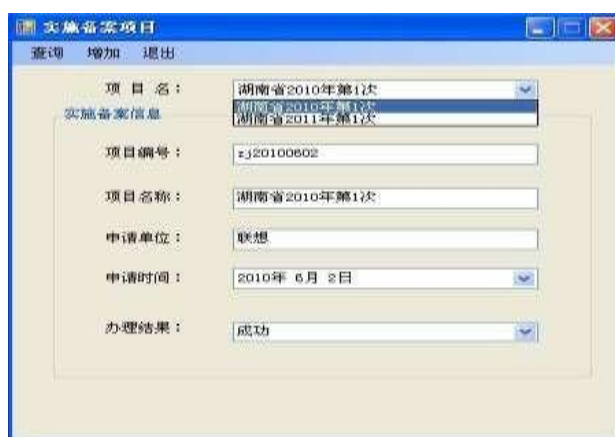 实施备案项目
查询 增加 退出
项 目 名： 湖南省2010年第1次
湖南省2010年第1次
实施备案信息
湖南省2011年第1次
项目编号： zj20100602
项目名称： 湖南省2010年第1次
申请单位： 联想
申请时间： 2010年 6月 2日
办理结果： 成功